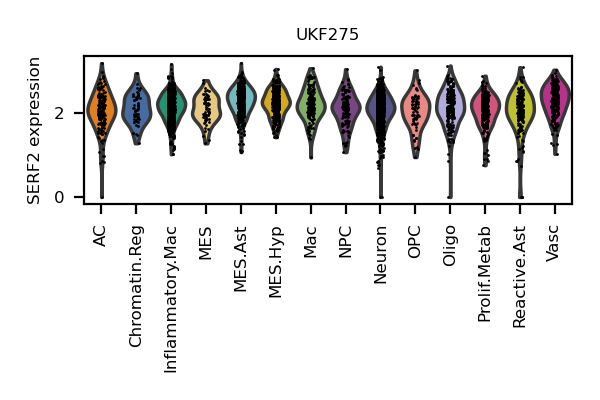 UKF275
SERF2 expression
2
0
AC
Chromatin.Reg
Inflammatory.Mac
MES
MES.Ast
MES.Hyp
Mac
NPC
Neuron
OPC
Oligo
Prolif.Metab
Reactive.Ast
Vasc